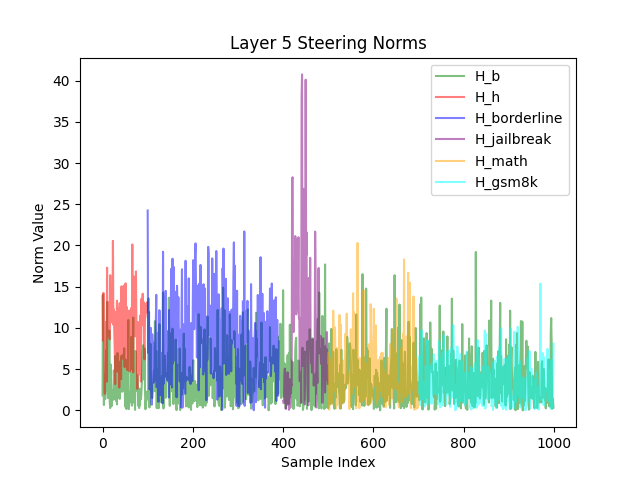 Layer 5 Steering Norms
Norm Value
40
35
30
25
20
15
10
5
0
0 200 400 600 800 1000
Sample Index
H_b
H_h
H_borderline
H_jailbreak
H_math
H_gsm8k